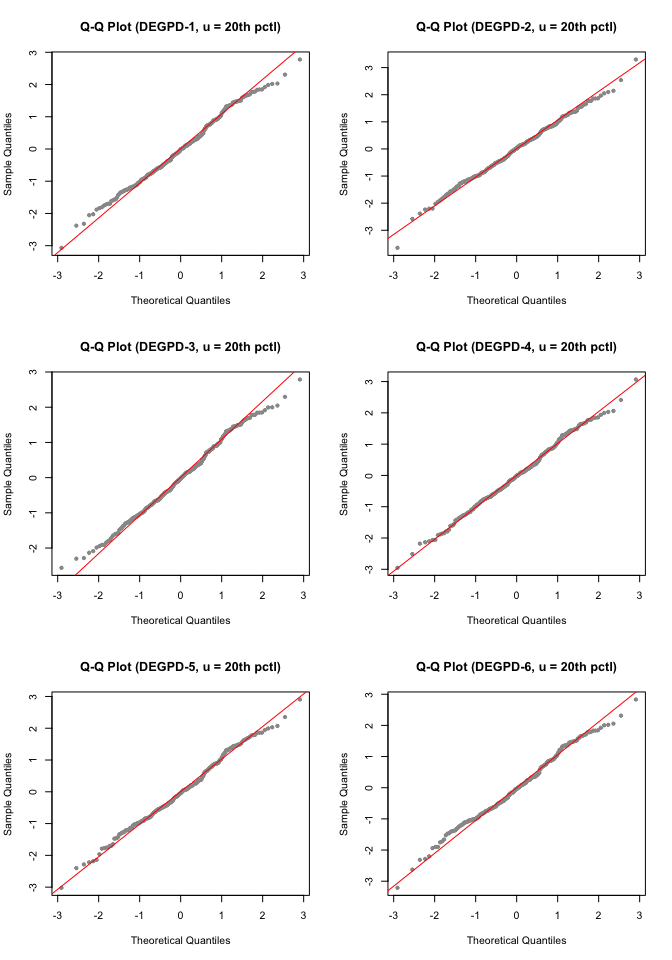 Q-Q Plot (DEGPD-1, u = 20th pctl)
Sample Quantiles
3
2
1
0
-1
-2
-3
-3 -2 -1 0 1 2 3
Theoretical Quantiles
Q-Q Plot (DEGPD-2, u = 20th pctl)
Sample Quantiles
3
2
1
0
-1
-2
-3
-3 -2 -1 0 1 2 3
Theoretical Quantiles
Q-Q Plot (DEGPD-3, u = 20th pctl)
Sample Quantiles
3
2
1
0
-1
-2
-3 -2 -1 0 1 2 3
Theoretical Quantiles
Q-Q Plot (DEGPD-4, u = 20th pctl)
Sample Quantiles
3
2
1
0
-1
-2
-3
-3 -2 -1 0 1 2 3
Theoretical Quantiles
Q-Q Plot (DEGPD-5, u = 20th pctl)
Sample Quantiles
3
2
1
0
-1
-2
-3
-3 -2 -1 0 1 2 3
Theoretical Quantiles
Q-Q Plot (DEGPD-6, u = 20th pctl)
Sample Quantiles
3
2
1
0
-1
-2
-3
-3 -2 -1 0 1 2 3
Theoretical Quantiles